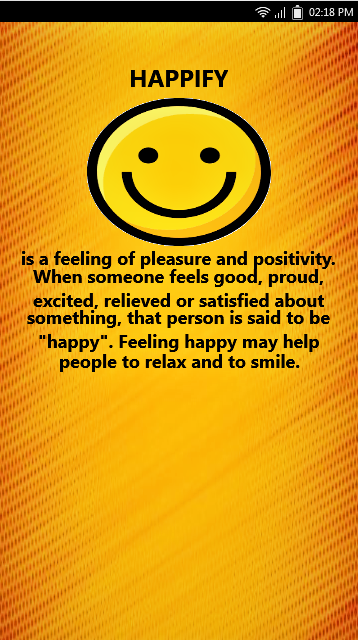 02:18 PM
HAPPIFY
is a feeling of pleasure and positivity.
When someone feels good, proud,
excited, relieved or satisfied about
something, that person is said to be
"happy". Feeling happy may help
people to relax and to smile.